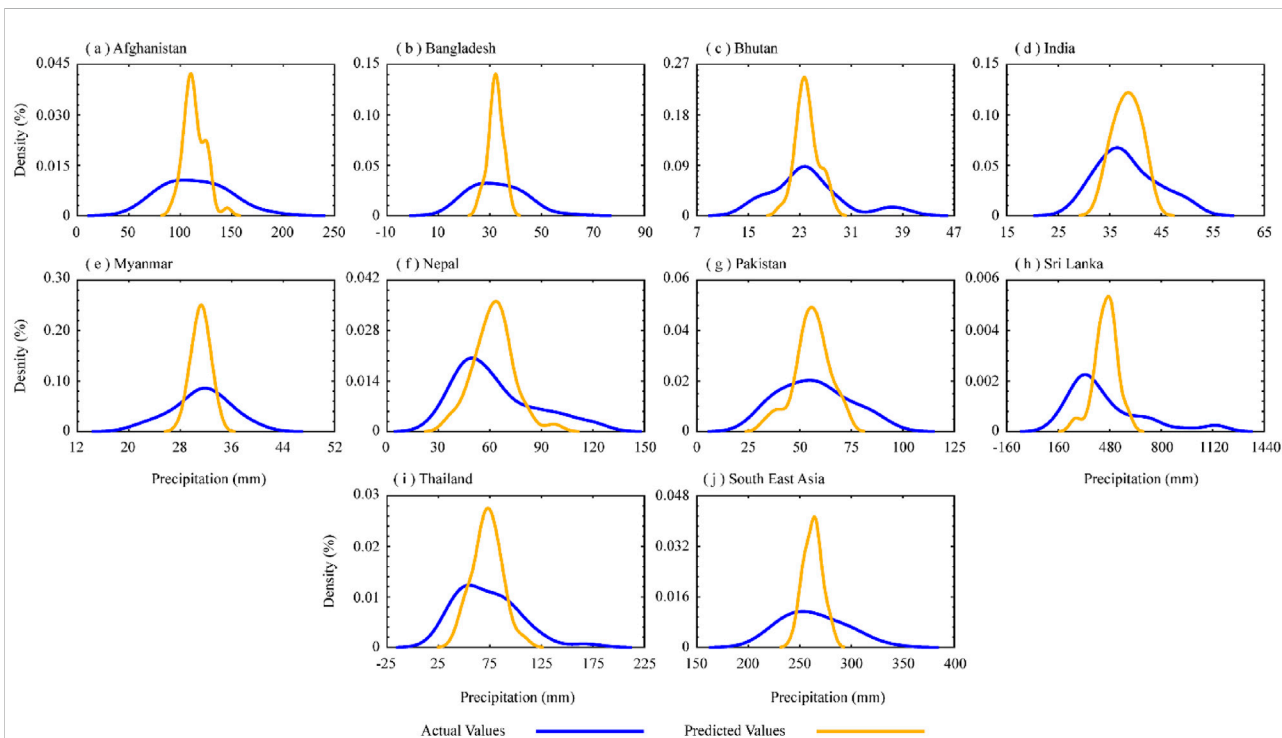 ( a ) Afghanistan
( b ) Bangladesh
( c ) Bhutan
( d ) India
0.045
0.030
0.015
0
0 50 100 150 200 250
0.15
0.10
0.05
0
-10 10 30 50 70 90
0.27
0.18
0.09
0
7 15 23 31 39 47
0.15
0.10
0.05
0
15 25 35 45 55 65
Density (%)
( e ) Myanmar
( f ) Nepal
( g ) Pakistan
( h ) Sri Lanka
0.30
0.20
0.10
0
12 20 28 36 44 52
0.042
0.028
0.014
0
0 30 60 90 120 150
0.06
0.04
0.02
0
0 25 50 75 100 125
0.006
0.004
0.002
0
-160 160 480 800 1120 1440
Desnity (%)
Precipitation (mm)
Precipitation (mm)
( i ) Thailand
( j ) South East Asia
0.03
0.02
0.01
0
-25 25 75 125 175 225
0.048
0.032
0.016
0
150 200 250 300 350 400
Density (%)
Precipitation (mm)
Precipitation (mm)
Actual Values
Predicted Values